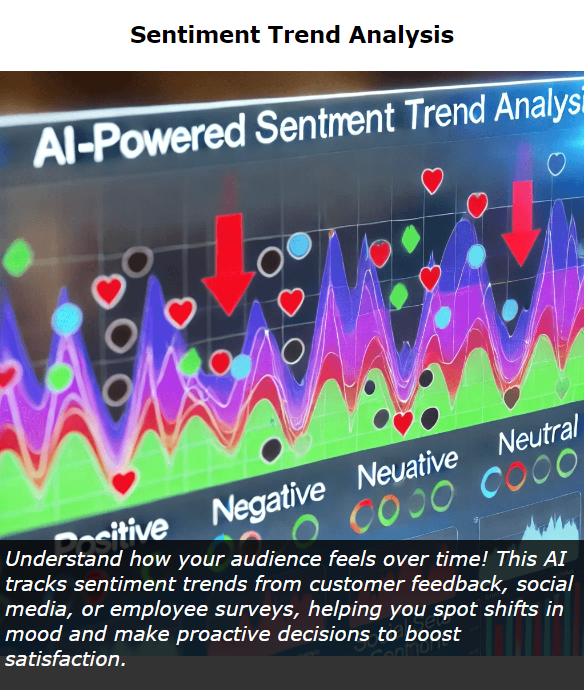 Sentiment Trend Analysis
AI-Powered Sentment Trend Analysi
Positive
Negative
Neuative
Neutral
Understand how your audience feels over time! This AI
tracks sentiment trends from customer feedback, social
media, or employee surveys, helping you spot shifts in
mood and make proactive decisions to boost
satisfaction.